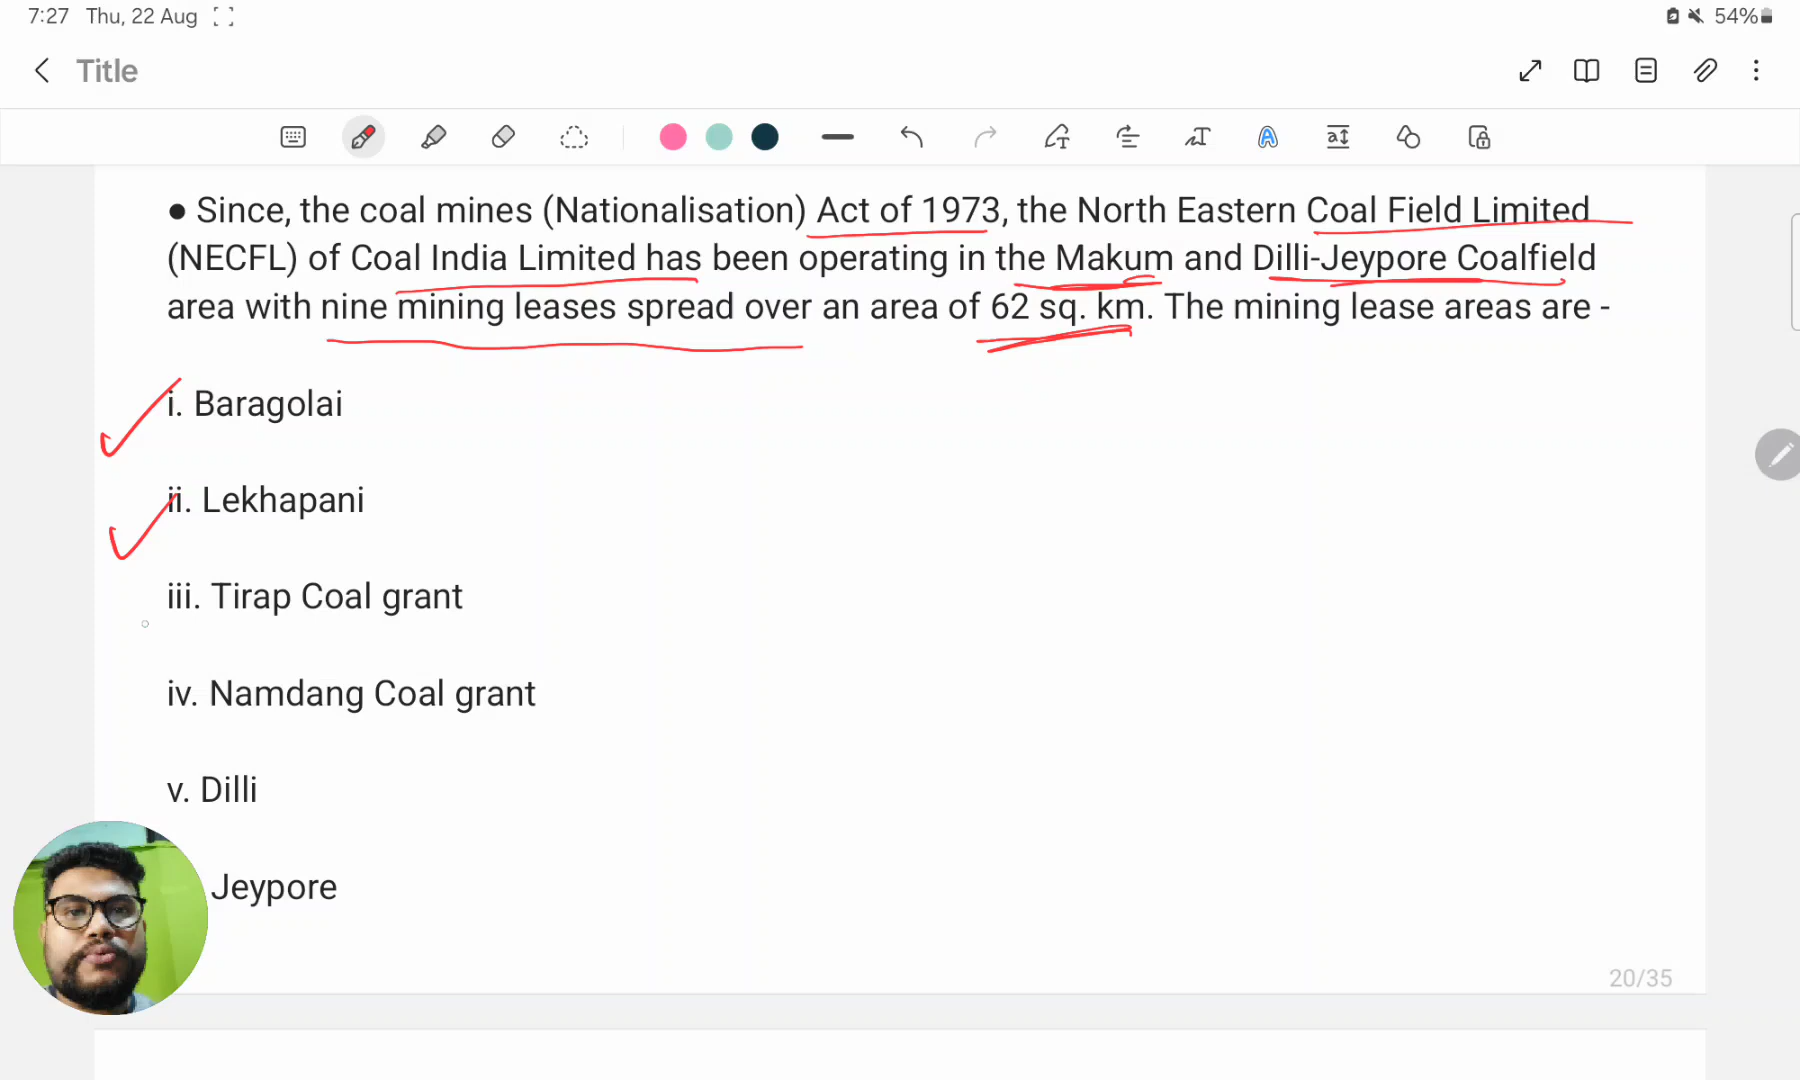 7:27 Thu, 22 Aug
54%
Title
● Since, the coal mines (Nationalisation) Act of 1973, the North Eastern Coal Field Limited
(NECFL) of Coal India Limited has been operating in the Makum and Dilli-Jeypore Coalfield
area with nine mining leases spread over an area of 62 sq. km. The mining lease areas are -
i. Baragolai
ii. Lekhapani
iii. Tirap Coal grant
iv. Namdang Coal grant
v. Dilli
Jeypore
20/35